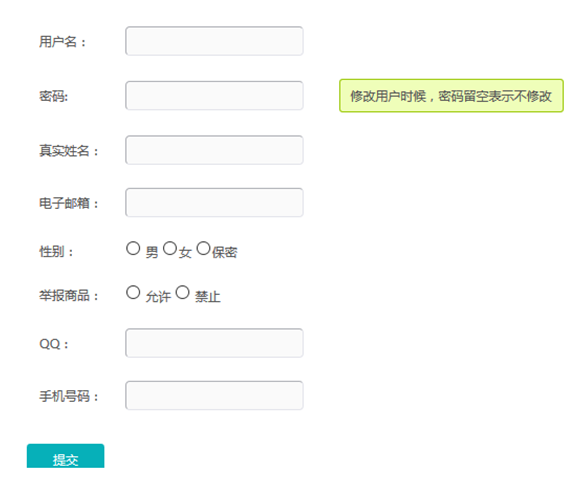 用户名：
密码: 修改用户时候，密码留空表示不修改
真实姓名：
电子邮箱：
性别： 男 女 保密
举报商品： 允许 禁止
QQ：
手机号码：
提交